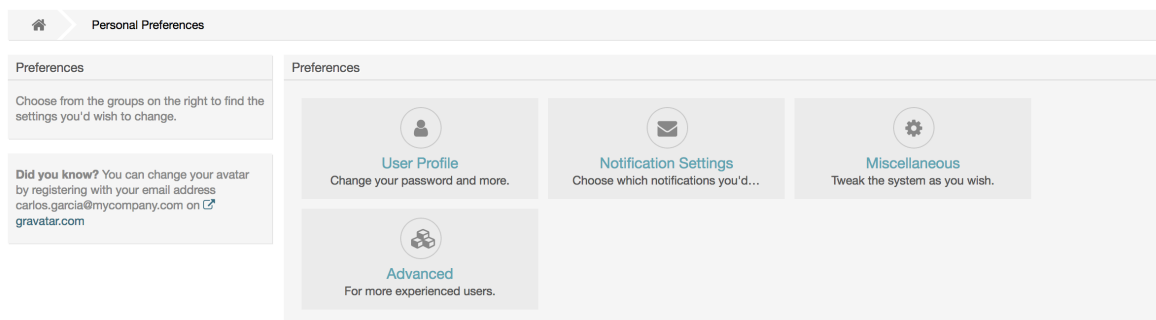 Personal Preferences
Preferences
Choose from the groups on the right to find the
settings you'd wish to change.
Did you know? You can change your avatar
by registering with your email address
carlos.garcia@mycompany.com on
gravatar.com
Preferences
User Profile
Change your password and more.
Notification Settings
Choose which notifications you'd…
Miscellaneous
Tweak the system as you wish.
Advanced
For more experienced users.